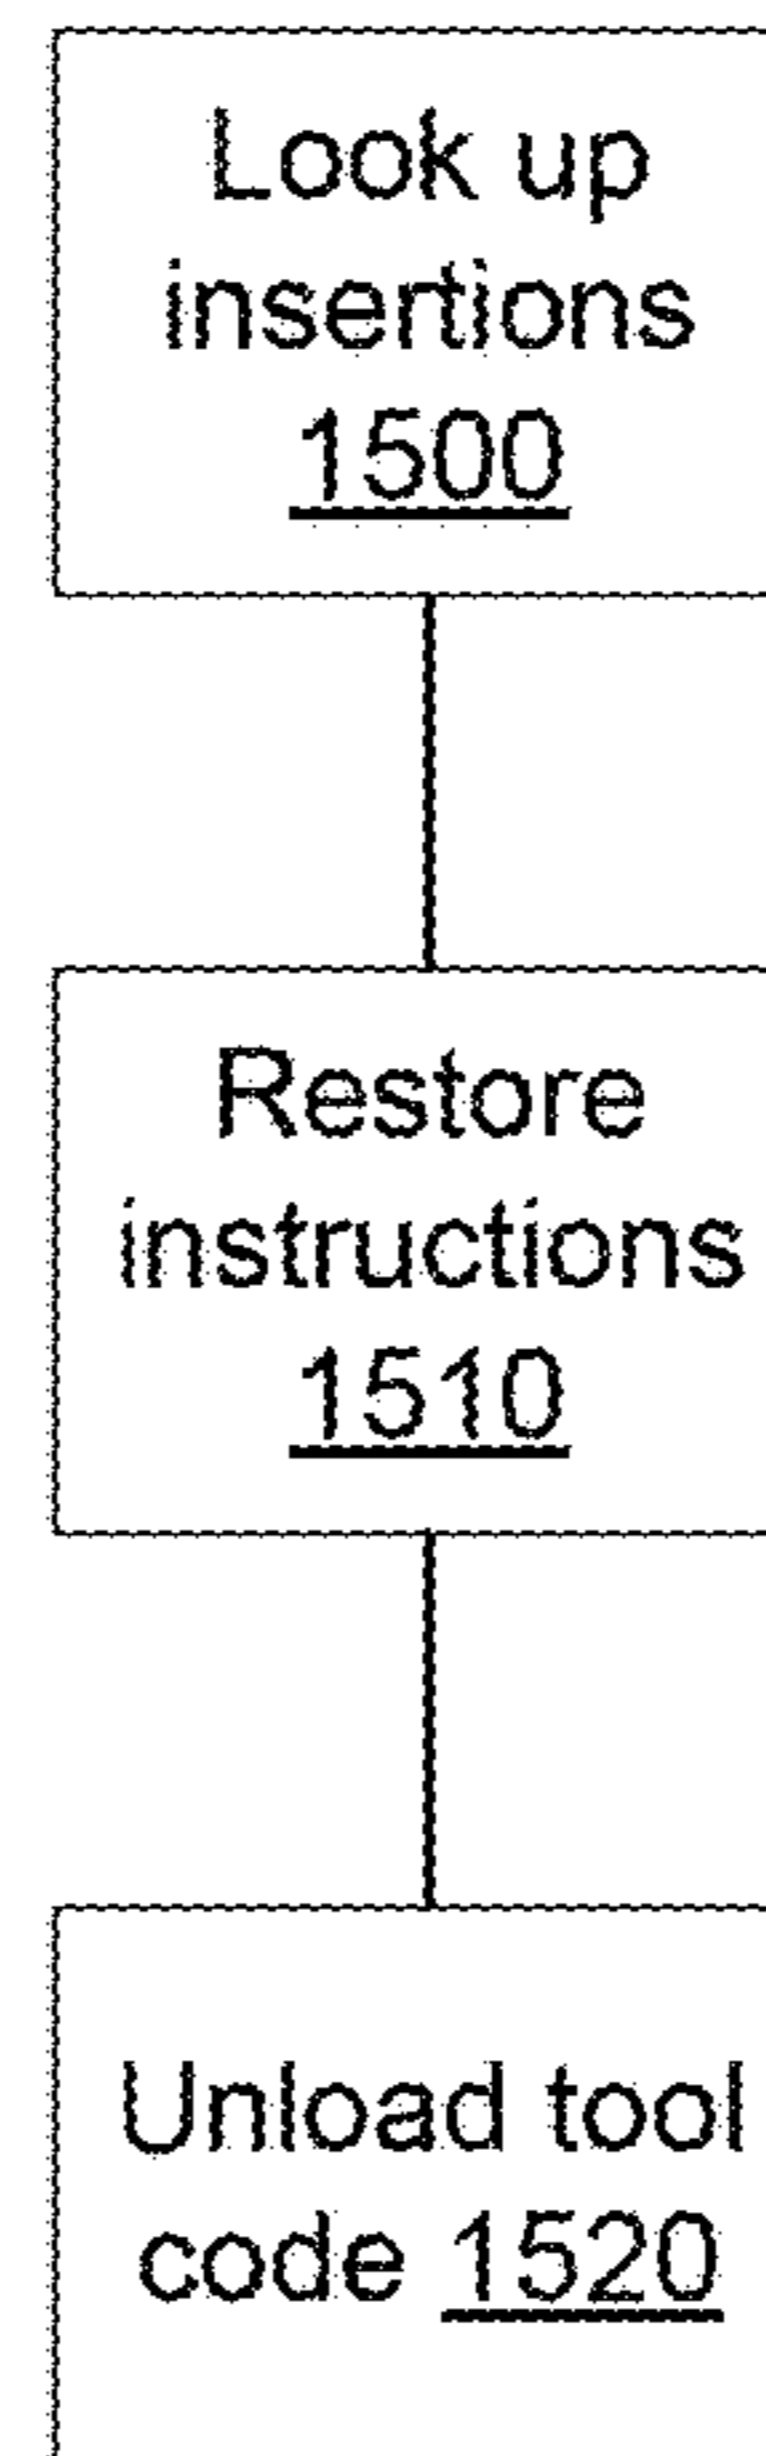 Look up
insertions
1500
Restore
instructions
1510
Unload tool
code 1520